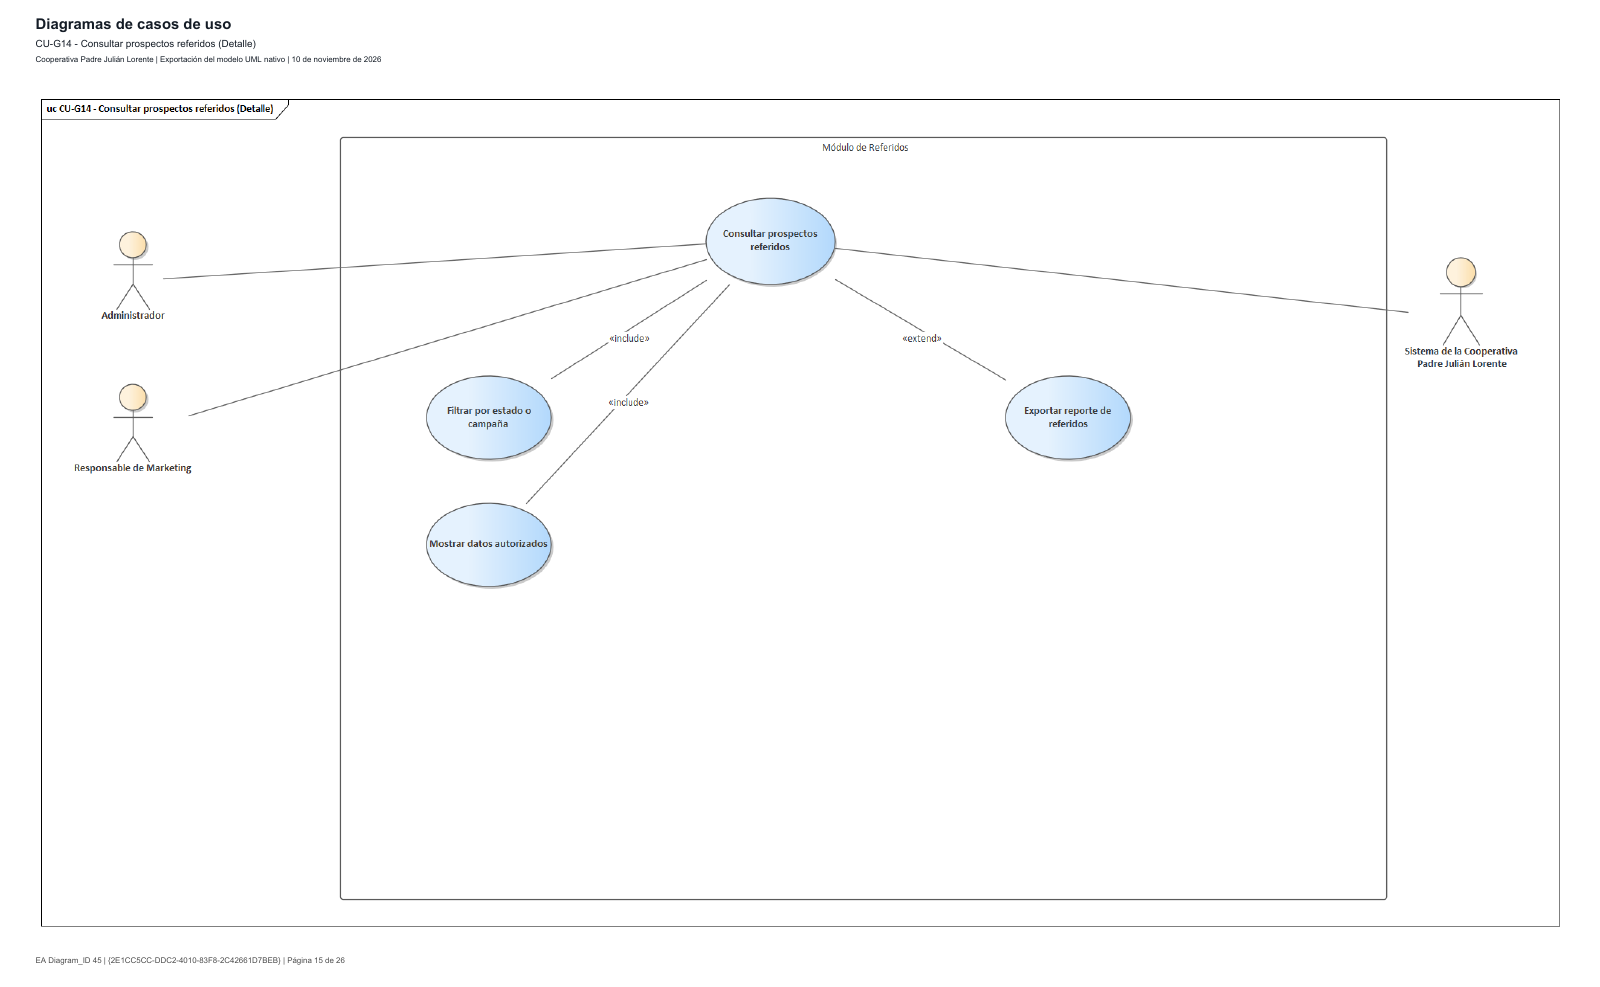 Diagramas de casos de uso
CU-G14 - Consultar prospectos referidos (Detalle)
Cooperativa Padre Julián Lorente | Exportación del modelo UML nativo | 10 de noviembre de 2026
uc CU-G14 - Consultar prospectos referidos (Detalle)
Módulo de Referidos
Consultar prospectos
referidos
Administrador
Sistema de la Cooperativa
Padre Julián Lorente
«include»
«extend»
«include»
Filtrar por estado o
campaña
Exportar reporte de
referidos
Responsable de Marketing
Mostrar datos autorizados
EA Diagram_ID 45 | {2E1CC5CC-DDC2-4010-83F8-2C42661D7BEB} | Página 15 de 26